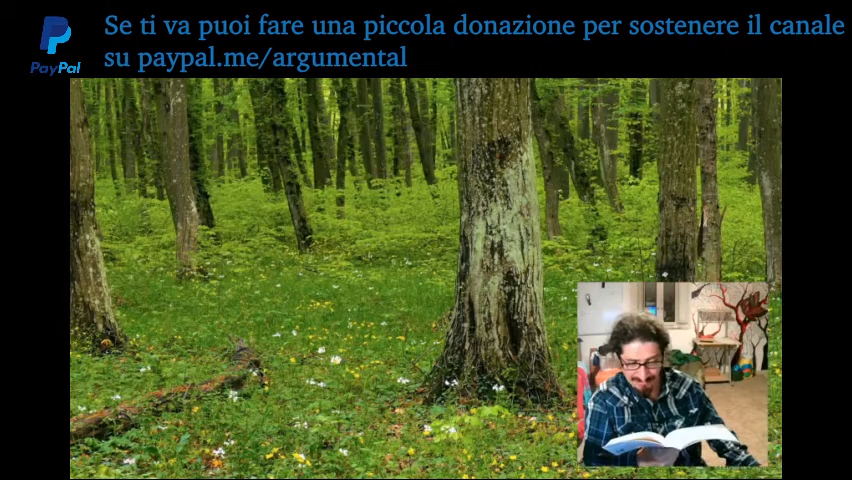 Se ti va puoi fare una piccola donazione per sostenere il canale
su paypal.me/argumental
PayPal